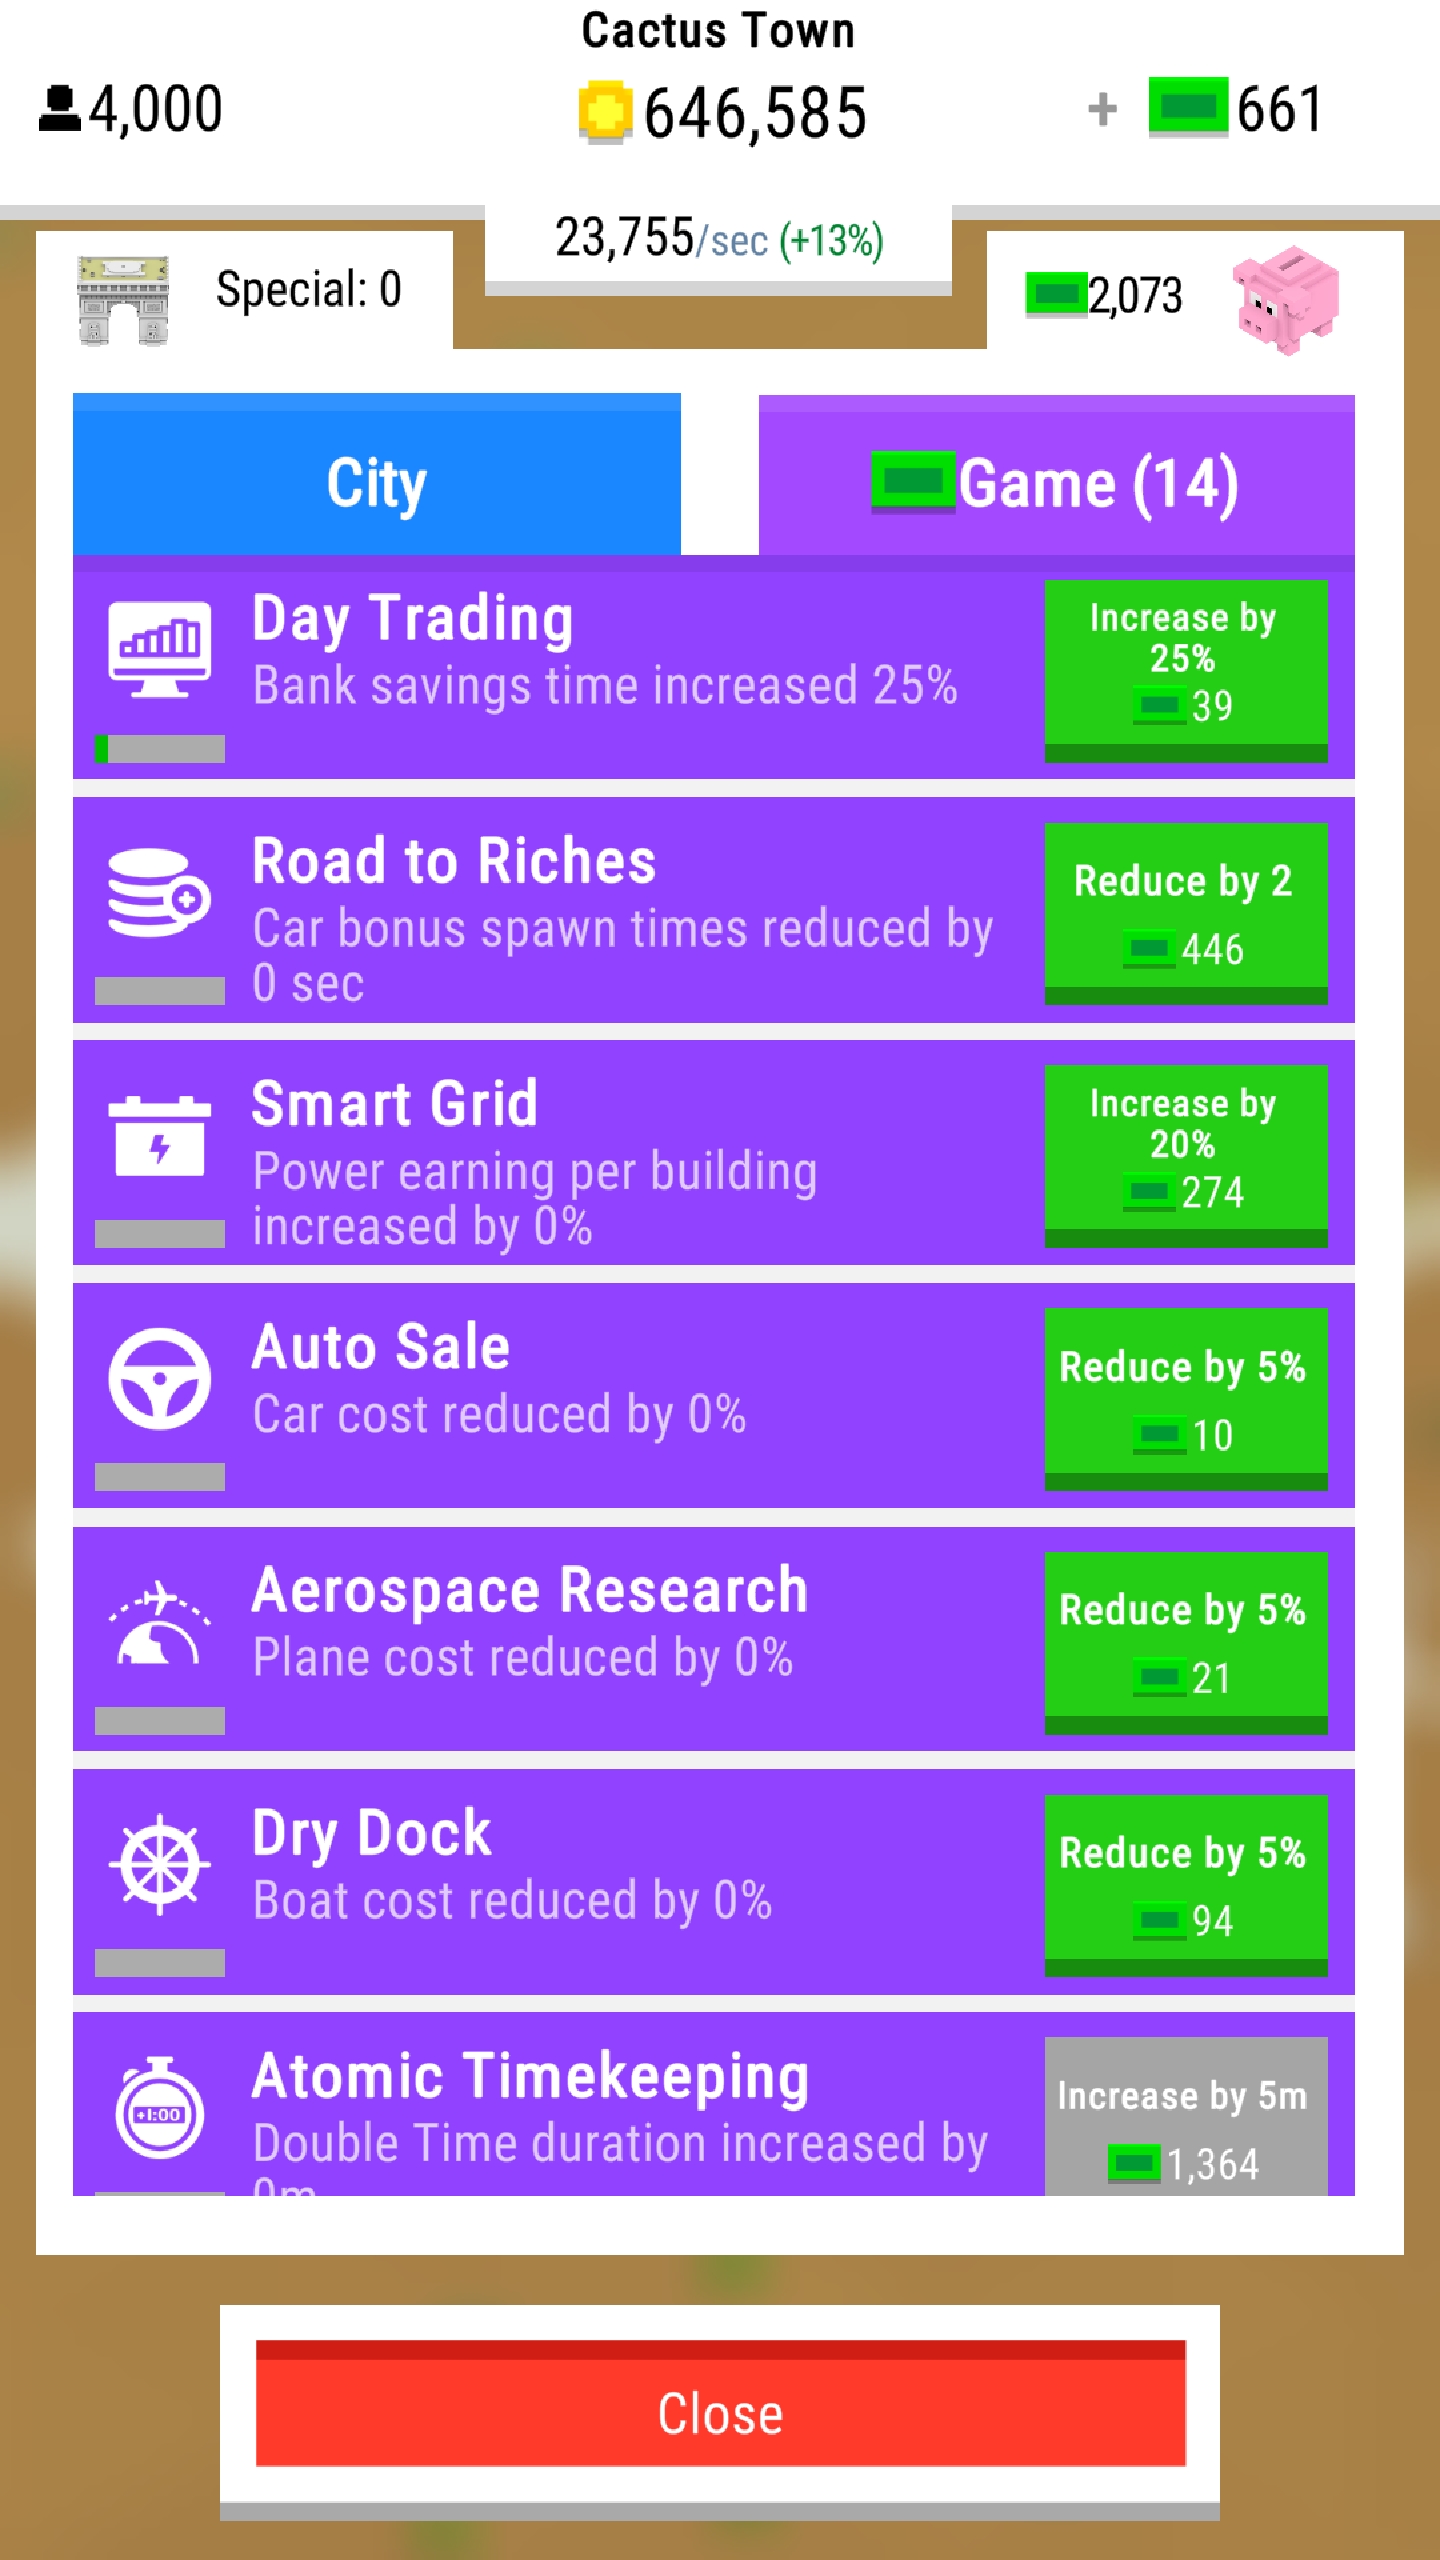 Cactus Town
4,000
646,585
+ 661
23,755/sec (+13%)
Special: 0
2,073
City
Game (14)
Day Trading
Bank savings time increased 25%
Increase by
25%
39
Road to Riches
Car bonus spawn times reduced by
0 sec
Reduce by 2
446
Smart Grid
Power earning per building
increased by 0%
Increase by
20%
274
Auto Sale
Car cost reduced by 0%
Reduce by 5%
10
Aerospace Research
Plane cost reduced by 0%
Reduce by 5%
21
Dry Dock
Boat cost reduced by 0%
Reduce by 5%
94
+1:00
Atomic Timekeeping
Double Time duration increased by
0m
Increase by 5m
1,364
Close